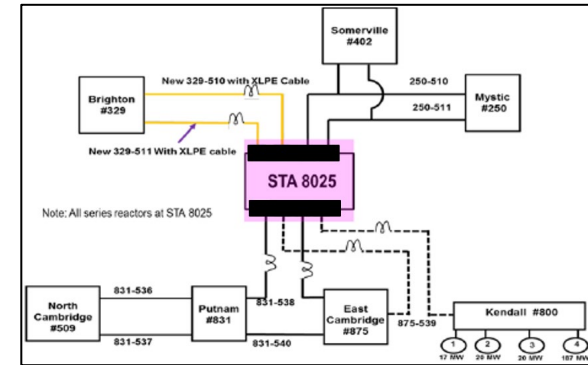 Somerville
#402
New 329-510 with XLPE Cable
250-510
Brighton
#329
Mystic
#250
250-511
New 329-511 With XLPE cable
STA 8025
Note: All series reactors at STA 8025
North
Cambridge
#509
831-536
831-537
Putnam
#831
831-538
831-540
East
Cambridge
#875
875-539
Kendall #800
1
2
3
4
17 MW
20 MW
20 MW
187 MW